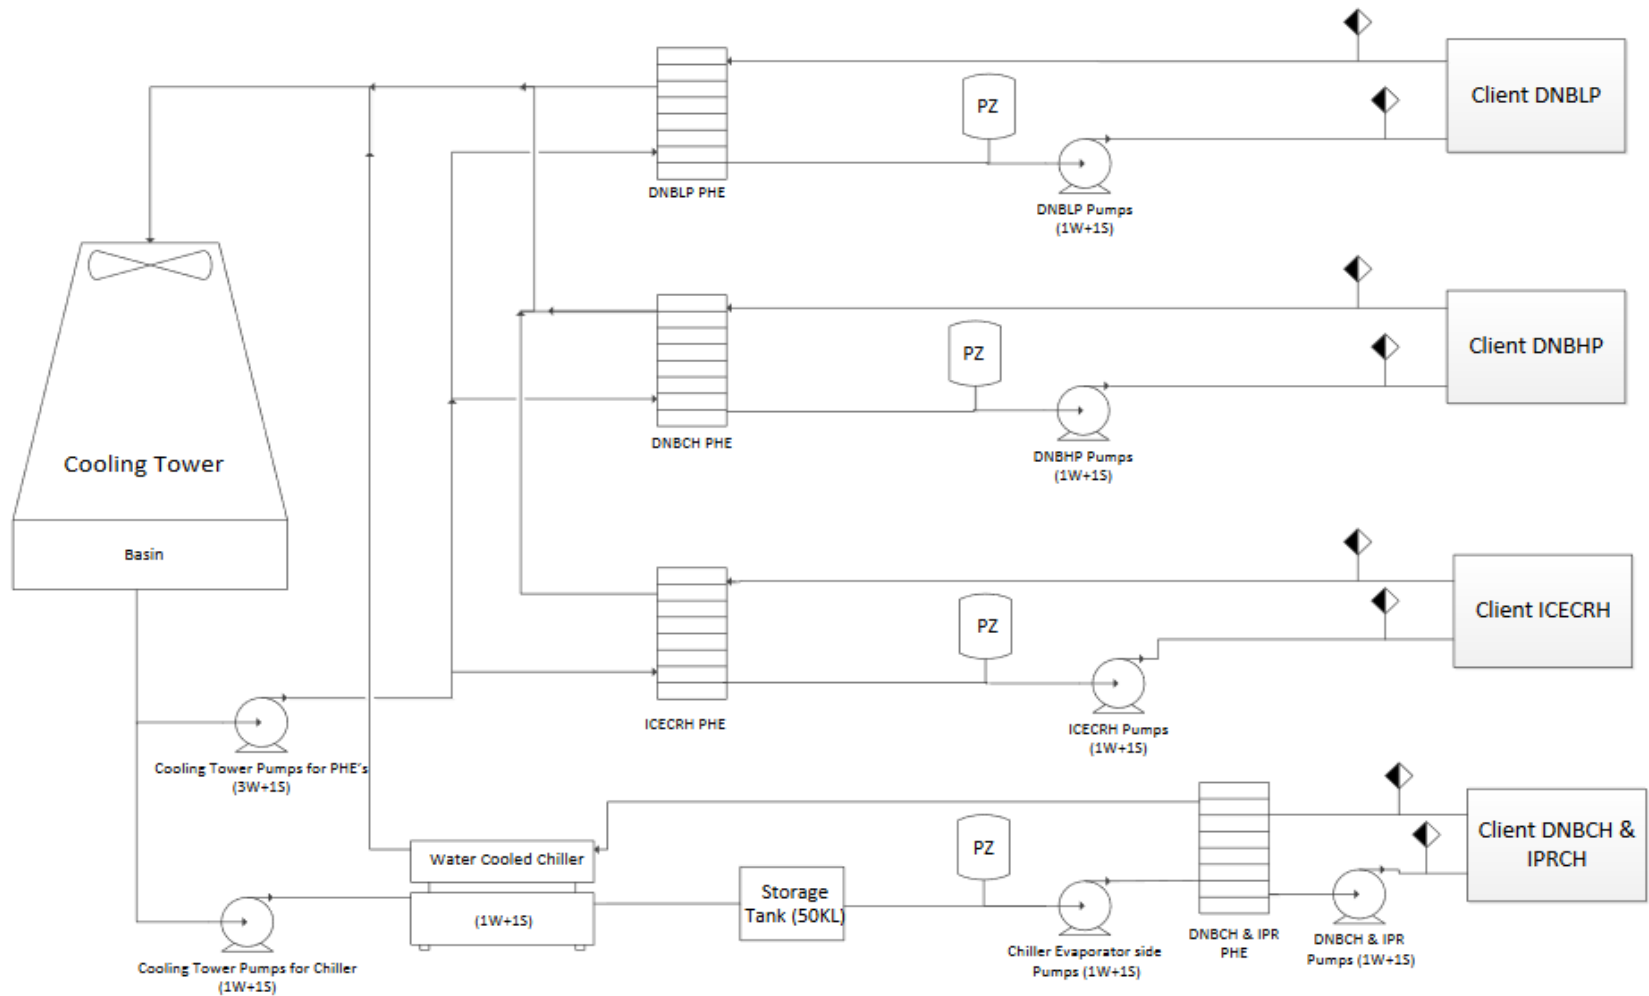 PZ
Client DNBLP
DNBLP PHE
DNBLP Pumps
(1W+1S)
PZ
Client DNBHP
DNBCH PHE
DNBHP Pumps
(1W+1S)
Cooling Tower
Basin
PZ
Client ICECRH
ICECRH PHE
ICECRH Pumps
(1W+1S)
Cooling Tower Pumps for PHE's
(3W+1S)
Water Cooled Chiller
(1W+1S)
Storage
Tank (50KL)
PZ
Client DNBCH &
IPRCH
Chiller Evaporator side
Pumps (1W+1S)
DNBCH & IPR
PHE
DNBCH & IPR
Pumps (1W+1S)
Cooling Tower Pumps for Chiller
(1W+1S)